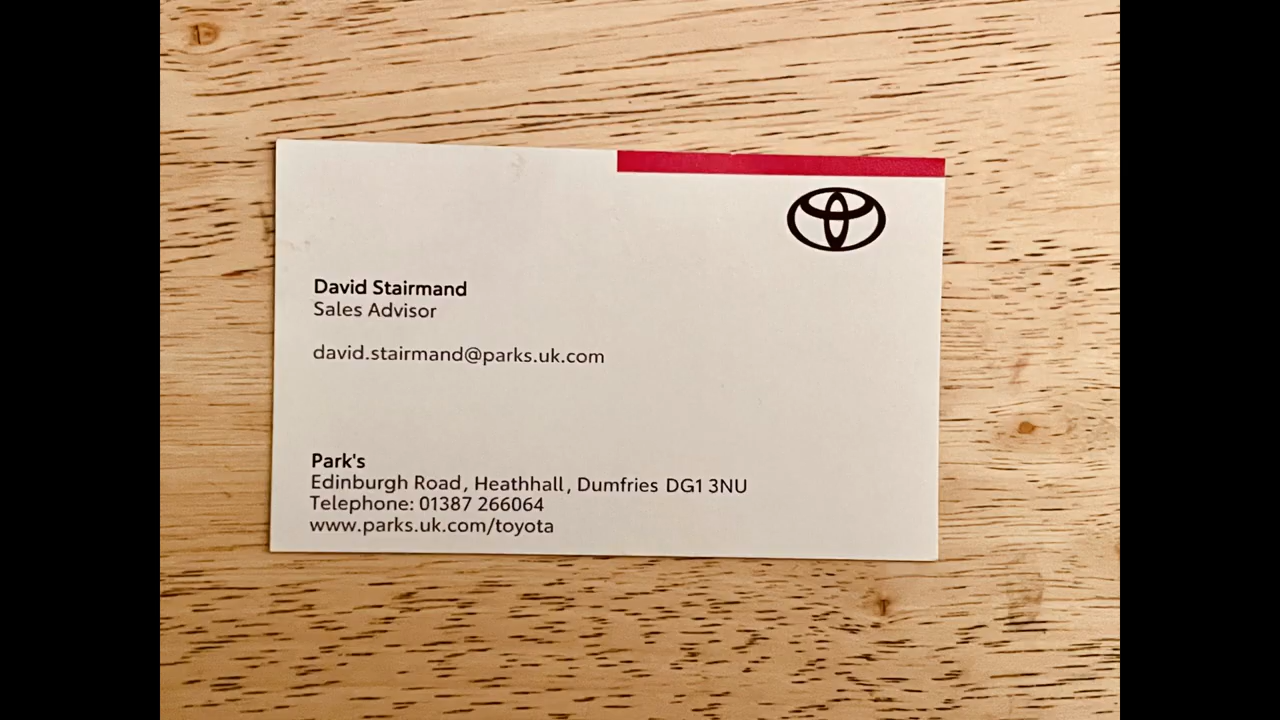 David Stairmand
Sales Advisor
david.stairmand@parks.uk.com
Park's
Edinburgh Road, Heathhall, Dumfries DG1 3NU
Telephone: 01387 266064
www.parks.uk.com/toyota